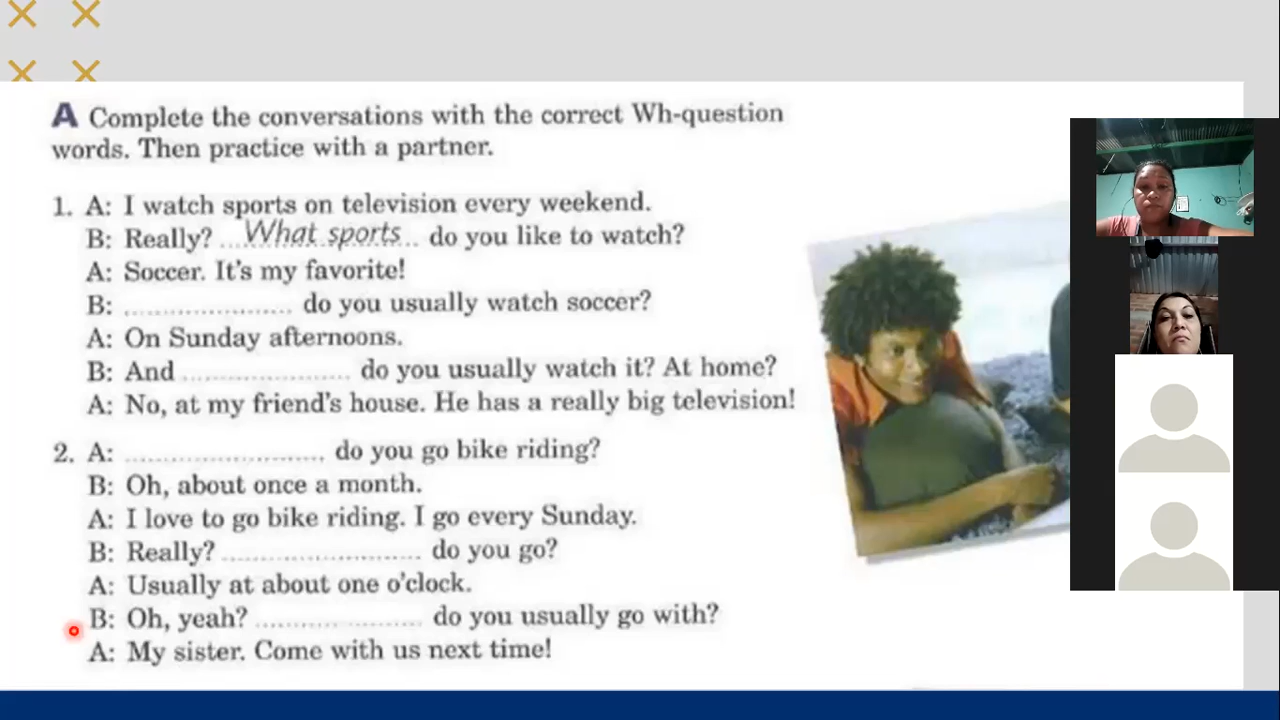 A Complete the conversations with the correct Wh-question
words. Then practice with a partner.
1. A: I watch sports on television every weekend.
B: Really? ...What sports... do you like to watch?
A: Soccer. It's my favorite!
B: ..................... do you usually watch soccer?
A: On Sunday afternoons.
B: And ..................... do you usually watch it? At home?
A: No, at my friend's house. He has a really big television!
2. A: ......................... do you go bike riding?
B: Oh, about once a month.
A: I love to go bike riding. I go every Sunday.
B: Really? ......................... do you go?
A: Usually at about one o'clock.
B: Oh, yeah? ..................... do you usually go with?
A: My sister. Come with us next time!